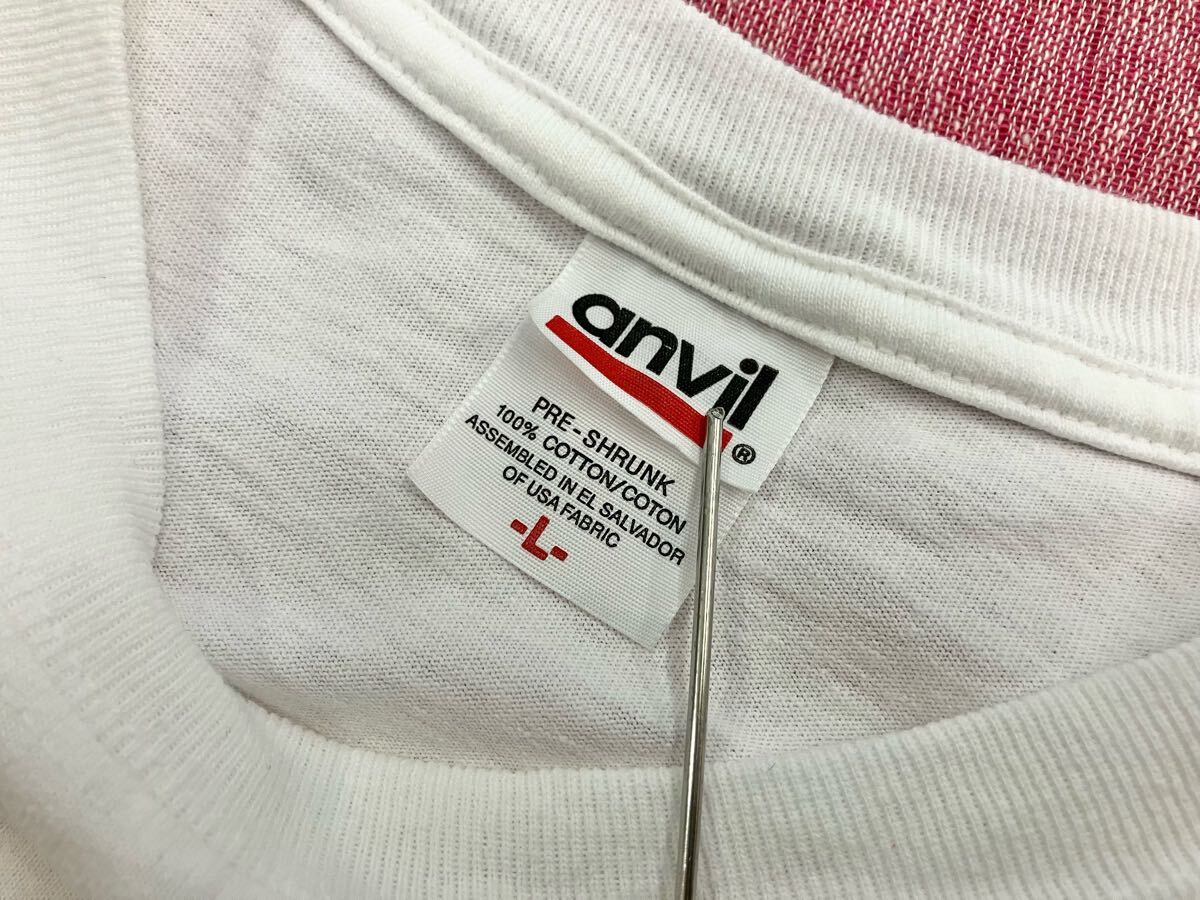 anvil®
PRE-SHRUNK
100% COTTON/COTON
ASSEMBLED IN EL SALVADOR
OF USA FABRIC
-L-